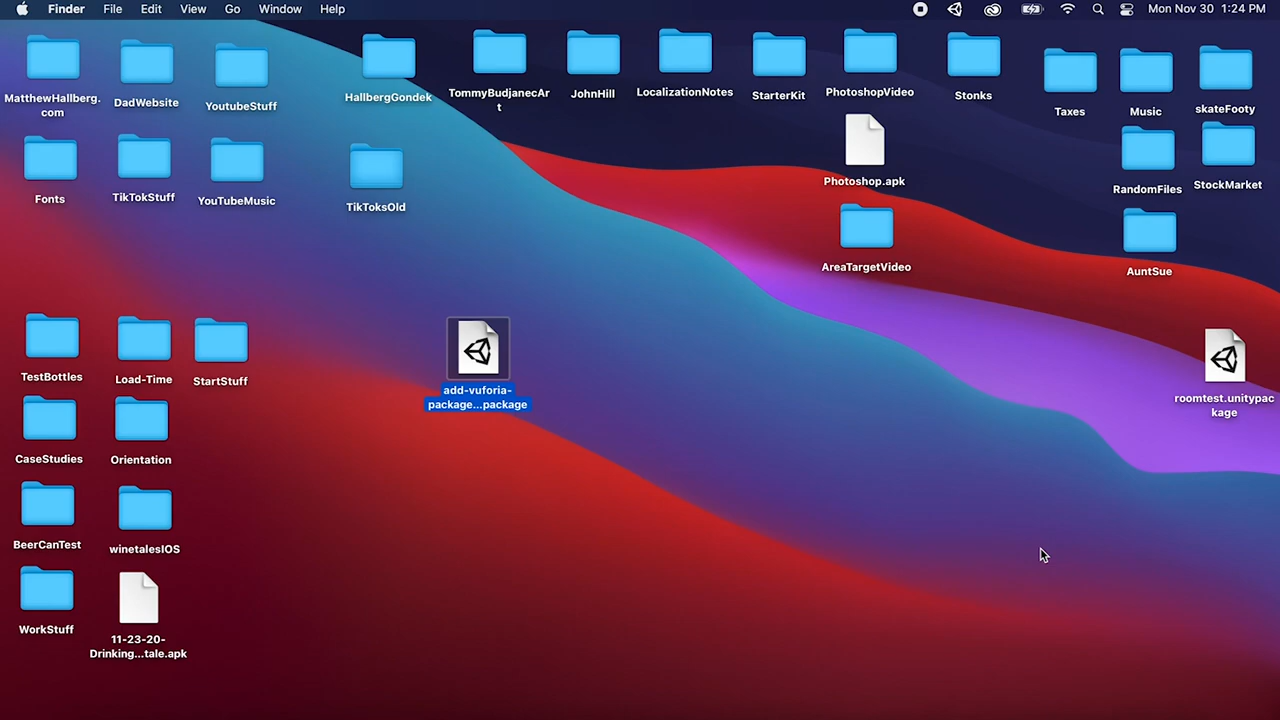 Finder File Edit View Go Window Help
Mon Nov 30 1:24 PM
MatthewHallberg.
com
DadWebsite
YoutubeStuff
HallbergGondek
TommyBudjanecAr
t
JohnHill
LocalizationNotes
StarterKit
PhotoshopVideo
Stonks
Taxes
Music
skateFooty
Fonts
TikTokStuff
YouTubeMusic
TikToksOld
Photoshop.apk
RandomFiles
StockMarket
AreaTargetVideo
AuntSue
TestBottles
Load-Time
StartStuff
add-vuforia-
package...package
roomtest.unitypac
kage
CaseStudies
Orientation
BeerCanTest
winetalesIOS
WorkStuff
11-23-20-
Drinking...tale.apk